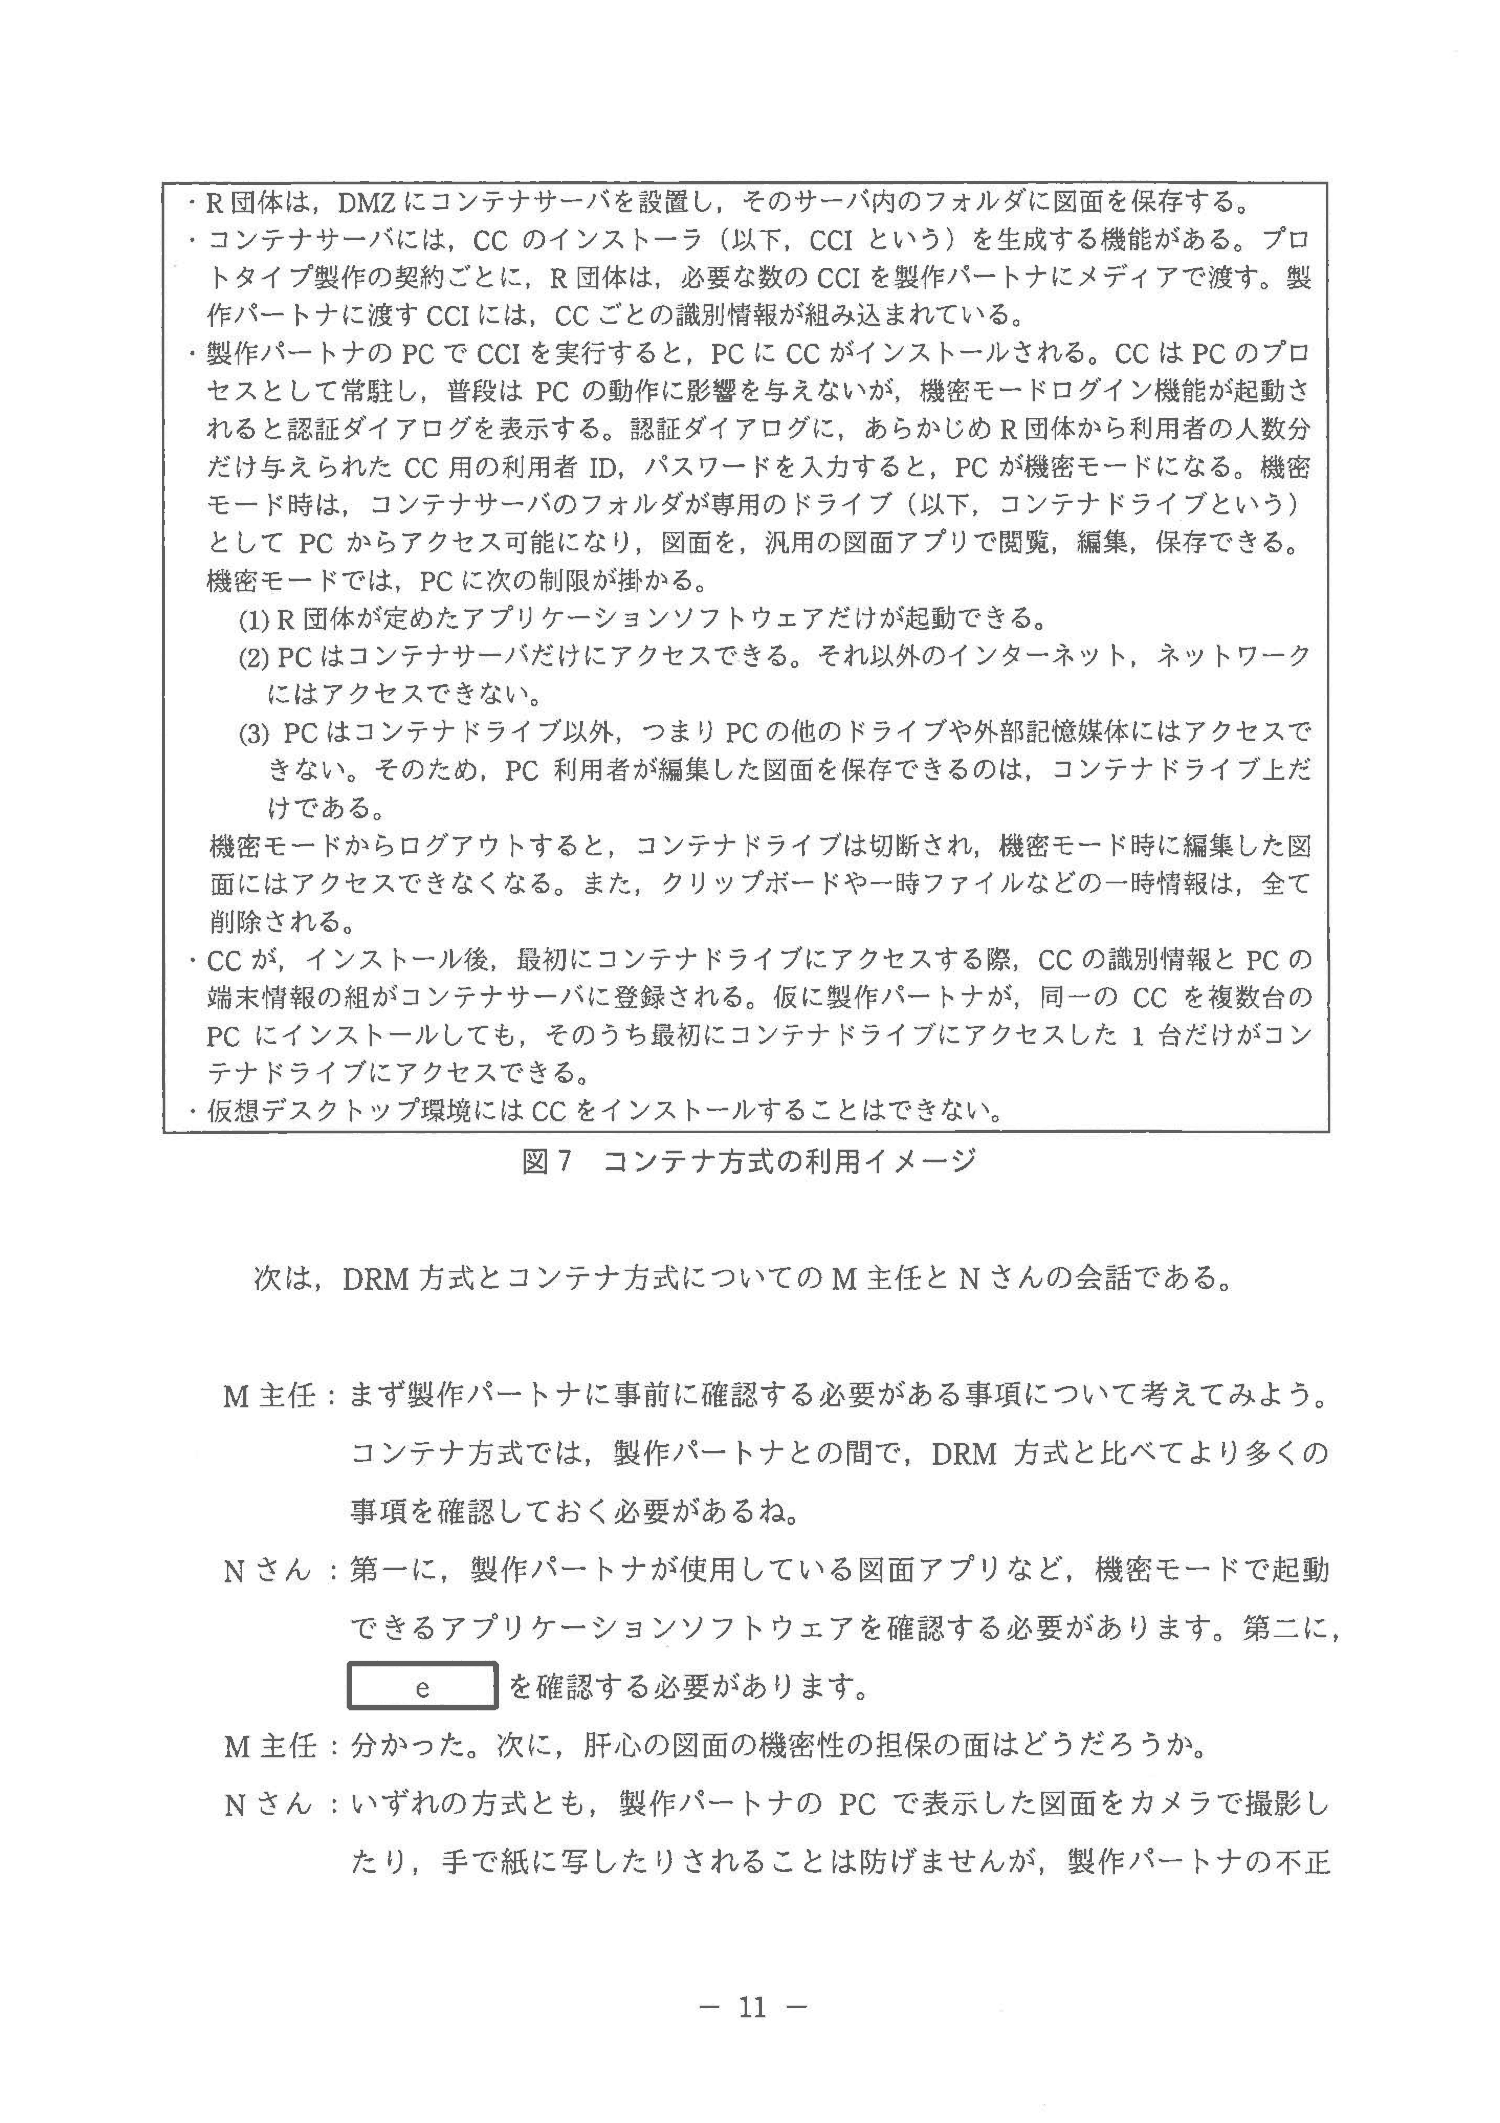 ・R団体は，DMZにコンテナサーバを設置し，そのサーバ内のフォルダに図面を保存する。
・コンテナサーバには，CC のインストーラ（以下，CCI という）を生成する機能がある。プロ
トタイプ製作の契約ごとに，R 団体は，必要な数の CCI を製作パートナにメディアで渡す。製
作パートナに渡す CCI には，CC ごとの識別情報が組み込まれている。
・製作パートナの PC で CCI を実行すると，PC に CC がインストールされる。CC は PC のプロ
セスとして常駐し，普段は PC の動作に影響を与えないが，機密モードログイン機能が起動さ
れると認証ダイアログを表示する。認証ダイアログに，あらかじめ R 団体から利用者の人数分
だけ与えられた CC 用の利用者 ID，パスワードを入力すると，PC が機密モードになる。機密
モード時は，コンテナサーバのフォルダが専用のドライブ（以下，コンテナドライブという）
として PC からアクセス可能になり，図面を，汎用の図面アプリで閲覧，編集，保存できる。
機密モードでは，PC に次の制限が掛かる。
(1) R 団体が定めたアプリケーションソフトウェアだけが起動できる。
(2) PC はコンテナサーバだけにアクセスできる。それ以外のインターネット，ネットワーク
にはアクセスできない。
(3) PC はコンテナドライブ以外，つまり PC の他のドライブや外部記憶媒体にはアクセスで
きない。そのため，PC 利用者が編集した図面を保存できるのは，コンテナドライブ上だ
けである。
機密モードからログアウトすると，コンテナドライブは切断され，機密モード時に編集した図
面にはアクセスできなくなる。また，クリップボードや一時ファイルなどの一時情報は，全て
削除される。
・CC が，インストール後，最初にコンテナドライブにアクセスする際，CC の識別情報と PC の
端末情報の組がコンテナサーバに登録される。仮に製作パートナが，同一の CC を複数台の
PC にインストールしても，そのうち最初にコンテナドライブにアクセスした 1 台だけがコン
テナドライブにアクセスできる。
・仮想デスクトップ環境には CC をインストールすることはできない。
図7　コンテナ方式の利用イメージ
次は，DRM 方式とコンテナ方式についての M 主任と N さんの会話である。
M 主任：まず製作パートナに事前に確認する必要がある事項について考えてみよう。
コンテナ方式では，製作パートナとの間で，DRM 方式と比べてより多くの
事項を確認しておく必要があるね。
N さん：第一に，製作パートナが使用している図面アプリなど，機密モードで起動
できるアプリケーションソフトウェアを確認する必要があります。第二に，
e を確認する必要があります。
M 主任：分かった。次に，肝心の図面の機密性の担保の面はどうだろうか。
N さん：いずれの方式とも，製作パートナの PC で表示した図面をカメラで撮影し
たり，手で紙に写したりされることは防げませんが，製作パートナの不正
－ 11 －